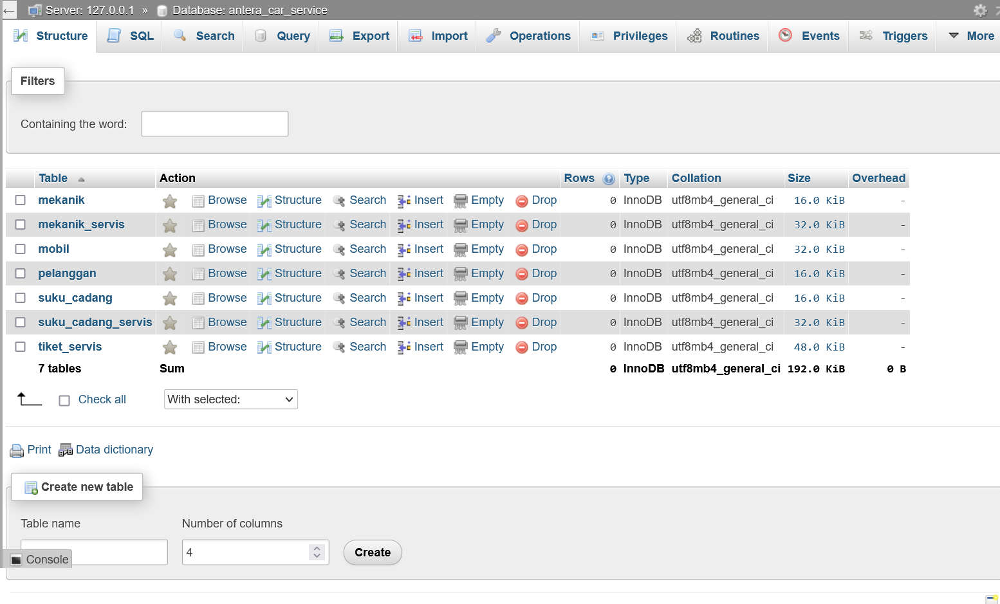 ← Server: 127.0.0.1 » Database: antera_car_service
Structure SQL Search Query Export Import Operations Privileges Routines Events Triggers More
Filters
Containing the word:
Table Action Rows Type Collation Size Overhead
mekanik Browse Structure Search Insert Empty Drop 0 InnoDB utf8mb4_general_ci 16.0 KiB -
mekanik_servis Browse Structure Search Insert Empty Drop 0 InnoDB utf8mb4_general_ci 32.0 KiB -
mobil Browse Structure Search Insert Empty Drop 0 InnoDB utf8mb4_general_ci 32.0 KiB -
pelanggan Browse Structure Search Insert Empty Drop 0 InnoDB utf8mb4_general_ci 16.0 KiB -
suku_cadang Browse Structure Search Insert Empty Drop 0 InnoDB utf8mb4_general_ci 16.0 KiB -
suku_cadang_servis Browse Structure Search Insert Empty Drop 0 InnoDB utf8mb4_general_ci 32.0 KiB -
tiket_servis Browse Structure Search Insert Empty Drop 0 InnoDB utf8mb4_general_ci 48.0 KiB -
7 tables Sum 0 InnoDB utf8mb4_general_ci 192.0 KiB 0 B
Check all With selected:
Print Data dictionary
Create new table
Table name Number of columns
4 Create
Console